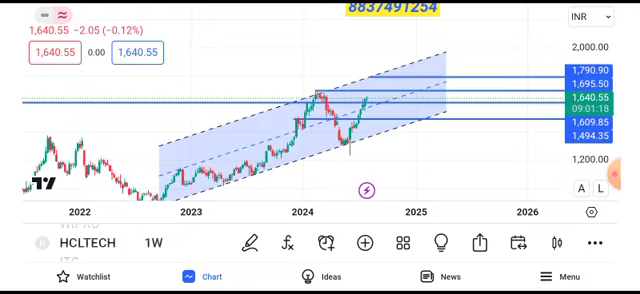 8837491254
INR
1,640.55 −2.05 (−0.12%)
1,640.55 0.00 1,640.55
2,000.00
1,790.90
1,695.50
1,640.55
09:01:18
1,609.85
1,494.35
1,200.00
A L
2022 2023 2024 2025 2026
WIPRO
H HCLTECH 1W
ITC
Watchlist Chart Ideas News Menu